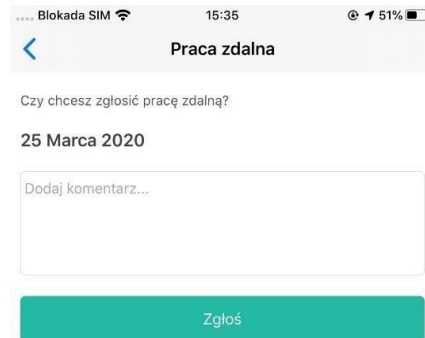 Blokada SIM 15:35 51%
Praca zdalna
Czy chcesz zgłosić pracę zdalną?
25 Marca 2020
Dodaj komentarz...
Zgłoś